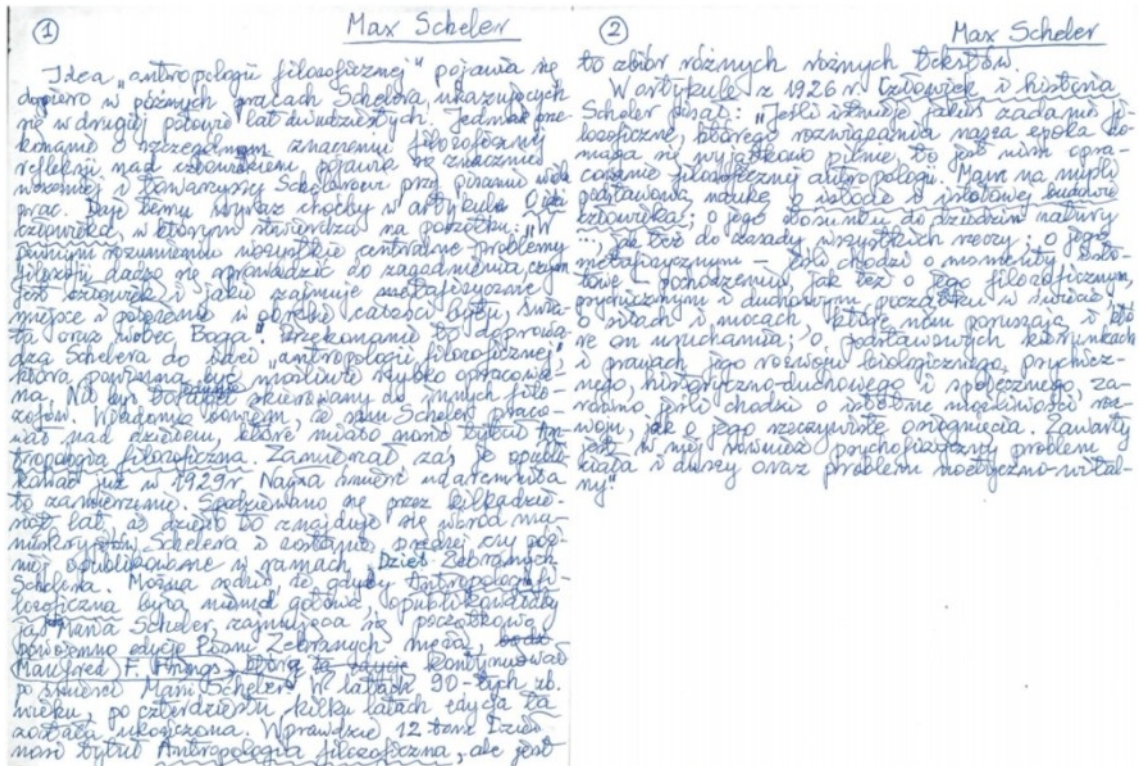 1 Max Scheler
Idea „antropologii filozoficznej" pojawia się
dopiero w późnych pracach Schelera, ukazujących
się w drugiej połowie lat dwudziestych. Jednak prze-
konanie o szczególnym znaczeniu filozoficznej
refleksji nad człowiekiem pojawia się znacznie
wcześniej i towarzyszy Schelerowi przy pisaniu wielu
prac. Daje temu wyraz choćby w artykule O idei
człowieka, w którym stwierdza na początku: „W
pewnym rozumieniu wszystkie centralne problemy
filozofii dadzą się sprowadzić do zagadnienia czym
jest człowiek i jakie zajmuje metafizyczne
miejsce i położenie w obrębie całości bytu, świa-
ta oraz wobec Boga." Przekonanie to doprowa-
dza Schelera do idei „antropologii filozoficznej",
która powinna być możliwie szybko opracowa-
na. Nie był skierowany do innych filo-
zofów. Wiadomo bowiem, że sam Scheler praco-
wał nad dziełem, które miało nosić tytuł An-
tropologia filozoficzna. Zamierzał zaś je opubli-
kować już w 1929r Nagła śmierć udaremniła
to zamierzenie. Spodziewano się przez kilkadzie-
siąt lat, że dzieło to znajduje się wśród ma-
nuskryptów Schelera i zostanie prędzej czy póź-
niej opublikowane w ramach Dzieł Zebranych
Schelera. Można sądzić, że gdyby Antropologia fi-
lozoficzna była niemal gotowa, opublikowałaby
ją Maria Scheler, zajmująca się początkowo
powojenną edycją Pism Zebranych męża, bądź
Manfred F. Frings, który tę edycję kontynuował
po śmierci Marii Scheler. W latach 90-tych ub.
wieku, po czterdziestu kilku latach edycja ta
została ukończona. Wprawdzie 12 tom Dzieł
nosi tytuł Antropologia filozoficzna, ale jest
2 Max Scheler
to zbiór różnych różnych tekstów.
W artykule z 1926 r. Człowiek i historia
Scheler pisał: „Jeśli istnieje jakieś zadanie fi-
lozoficzne, którego rozwiązania nasza epoka do-
maga się wyjątkowo pilnie, to jest nim opra-
cowanie filozoficznej antropologii. Mam na myśli
podstawową naukę o istocie i istotowej budowie
człowieka; o jego stosunku do dziedzin natury
..., jak też do zasady wszystkich rzeczy; o jego
metafizycznym – jeśli chodzi o momenty isto-
towe – pochodzeniu, jak też o jego filozoficznym,
psychicznym i duchowym początku w świecie;
o siłach i mocach, które nim poruszają i któ-
re on uruchamia; o podstawowych kierunkach
i prawach jego rozwoju biologicznego, psychicz-
nego, historyczno-duchowego i społecznego, za-
równo jeśli chodzi o istotne możliwości roz-
woju, jak o jego rzeczywiste osiągnięcia. Zawarty
jest w niej również psychofizyczny problem
ciała i duszy oraz problem noetyczno-wital-
ny."